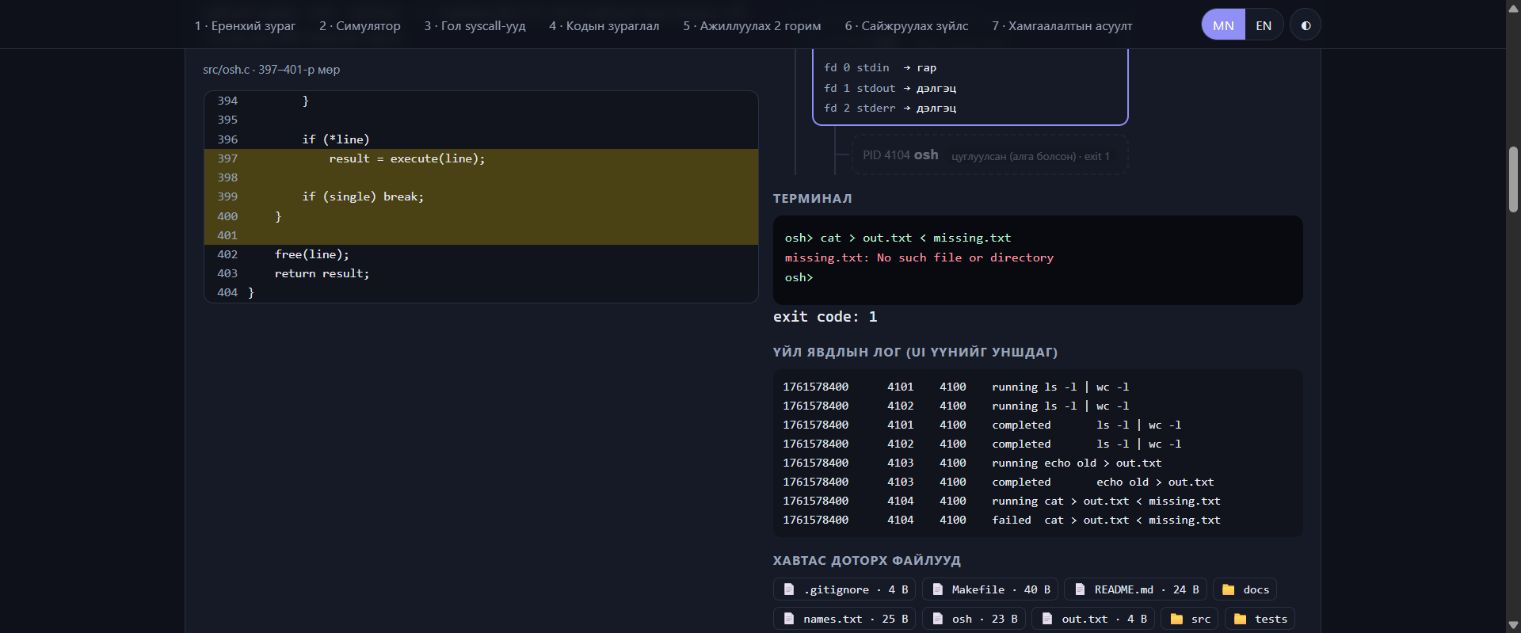 1 · Ерөнхий зураг 2 · Симулятор 3 · Гол syscall-ууд 4 · Кодын зураглал 5 · Ажиллуулах 2 горим 6 · Сайжруулах зүйлс 7 · Хамгаалалтын асуулт MN EN
src/osh.c · 397–401-р мөр
394 }
395
396 if (*line)
397 result = execute(line);
398
399 if (single) break;
400 }
401
402 free(line);
403 return result;
404 }
fd 0 stdin → гар
fd 1 stdout → дэлгэц
fd 2 stderr → дэлгэц
PID 4104 osh цуглуулсан (алга болсон) · exit 1
ТЕРМИНАЛ
osh> cat > out.txt < missing.txt
missing.txt: No such file or directory
osh>
exit code: 1
ҮЙЛ ЯВДЛЫН ЛОГ (UI ҮҮНИЙГ УНШДАГ)
1761578400 4101 4100 running ls -l | wc -l
1761578400 4102 4100 running ls -l | wc -l
1761578400 4101 4100 completed ls -l | wc -l
1761578400 4102 4100 completed ls -l | wc -l
1761578400 4103 4100 running echo old > out.txt
1761578400 4103 4100 completed echo old > out.txt
1761578400 4104 4100 running cat > out.txt < missing.txt
1761578400 4104 4100 failed cat > out.txt < missing.txt
ХАВТАС ДОТОРХ ФАЙЛУУД
.gitignore · 4 B Makefile · 40 B README.md · 24 B docs
names.txt · 25 B osh · 23 B out.txt · 4 B src tests